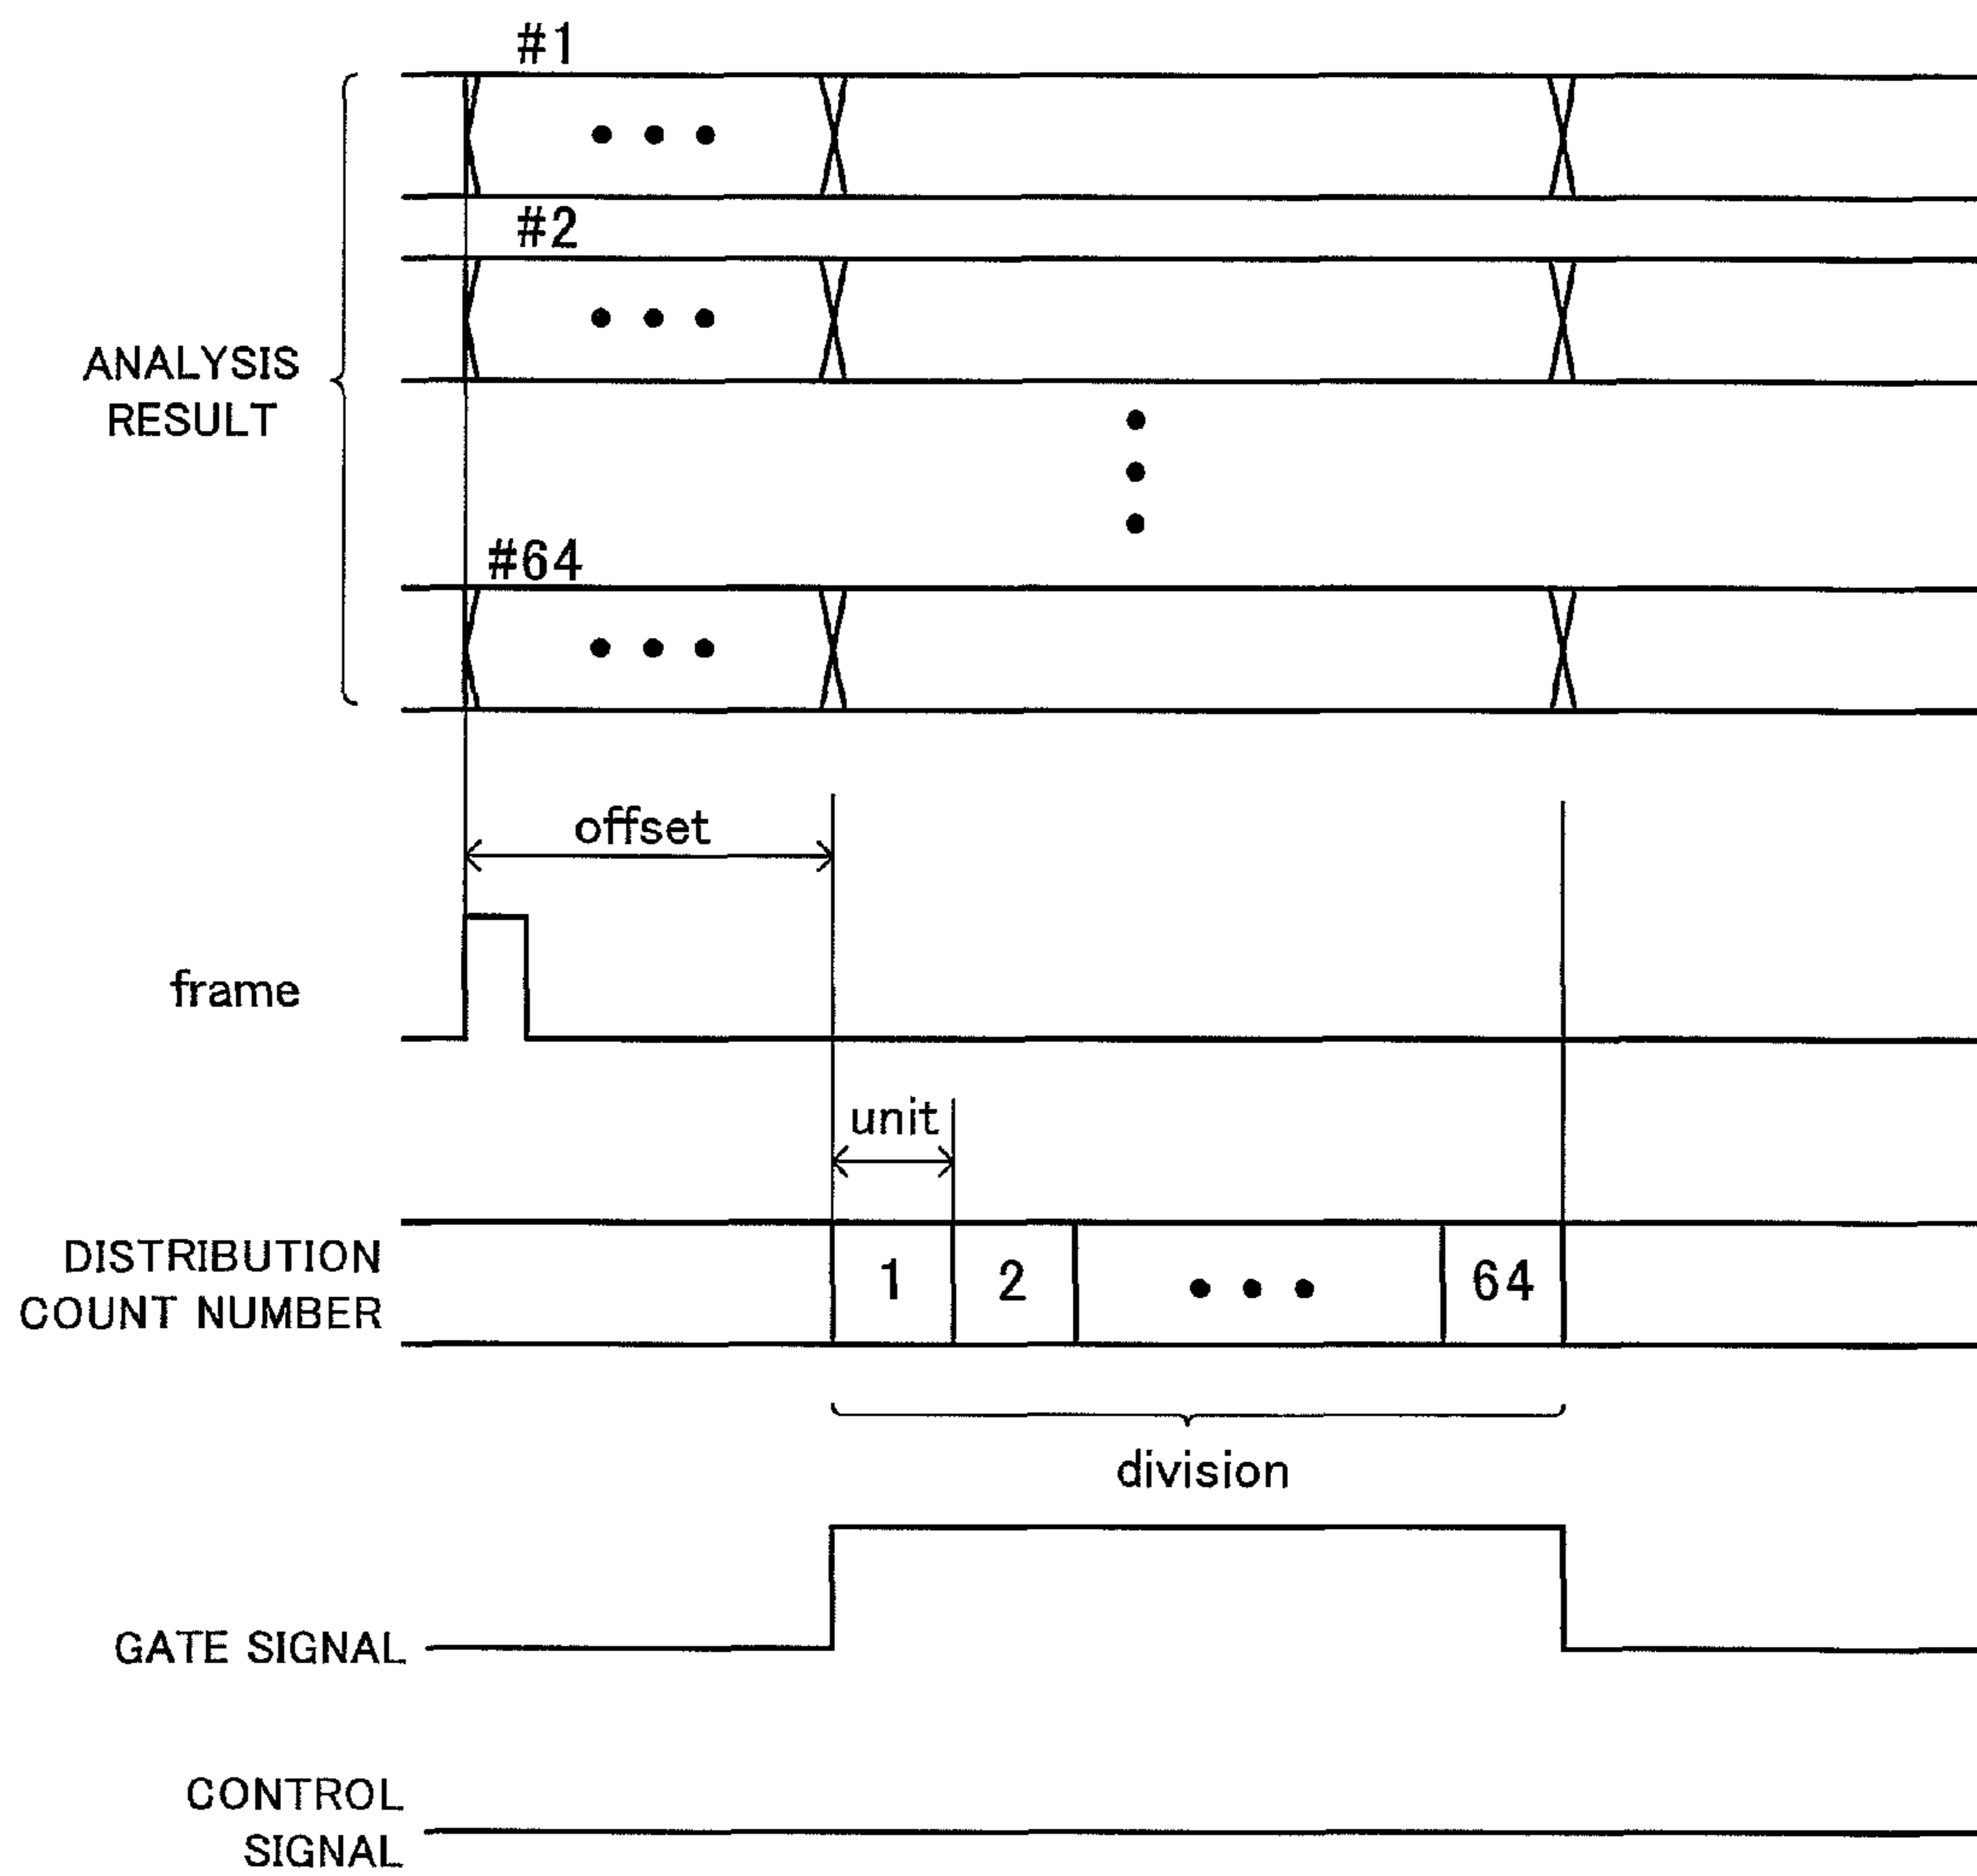 #1
#2
ANALYSIS
RESULT
#64
offset
frame
unit
DISTRIBUTION
COUNT NUMBER
1 2 ••• 64
division
GATE SIGNAL
CONTROL
SIGNAL